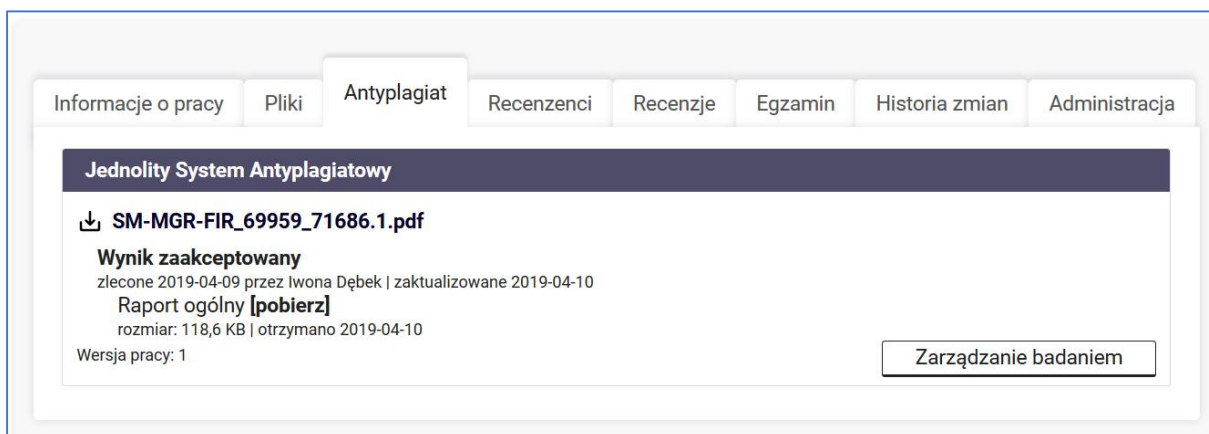 Informacje o pracy Pliki Antyplagiat Recenzenci Recenzje Egzamin Historia zmian Administracja
Jednolity System Antyplagiatowy
SM-MGR-FIR_69959_71686.1.pdf
Wynik zaakceptowany
zlecone 2019-04-09 przez Iwona Dębek | zaktualizowane 2019-04-10
Raport ogólny [pobierz]
rozmiar: 118,6 KB | otrzymano 2019-04-10
Wersja pracy: 1
Zarządzanie badaniem